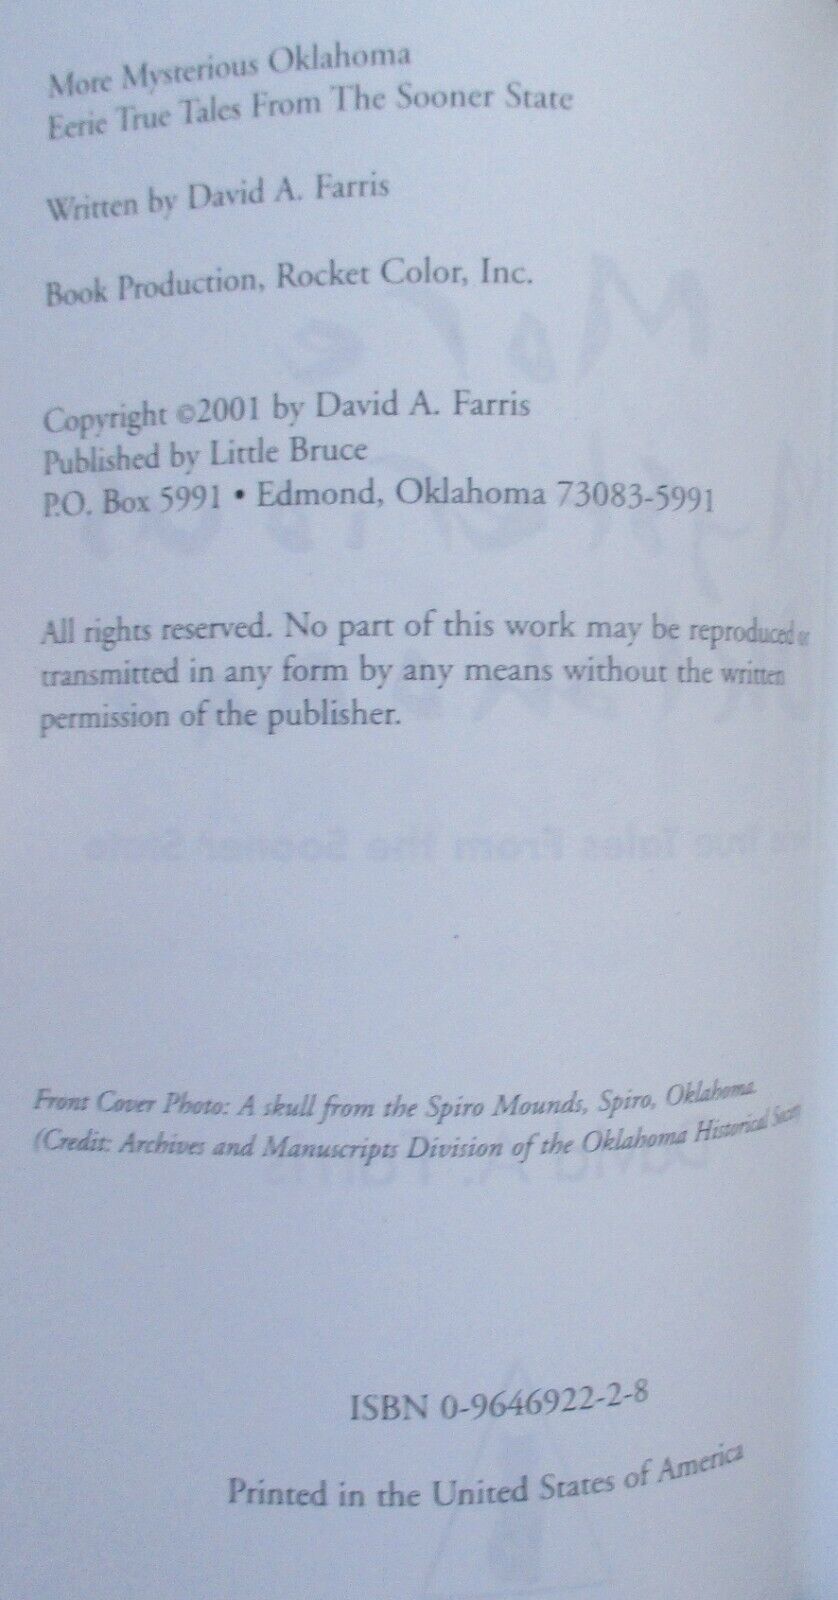 More Mysterious Oklahoma
Eerie True Tales From The Sooner State
Written by David A. Farris
Book Production, Rocket Color, Inc.
Copyright ©2001 by David A. Farris
Published by Little Bruce
P.O. Box 5991 • Edmond, Oklahoma 73083-5991
All rights reserved. No part of this work may be reproduced or
transmitted in any form by any means without the written
permission of the publisher.
Front Cover Photo: A skull from the Spiro Mounds, Spiro, Oklahoma.
(Credit: Archives and Manuscripts Division of the Oklahoma Historical Society
ISBN 0-9646922-2-8
Printed in the United States of America